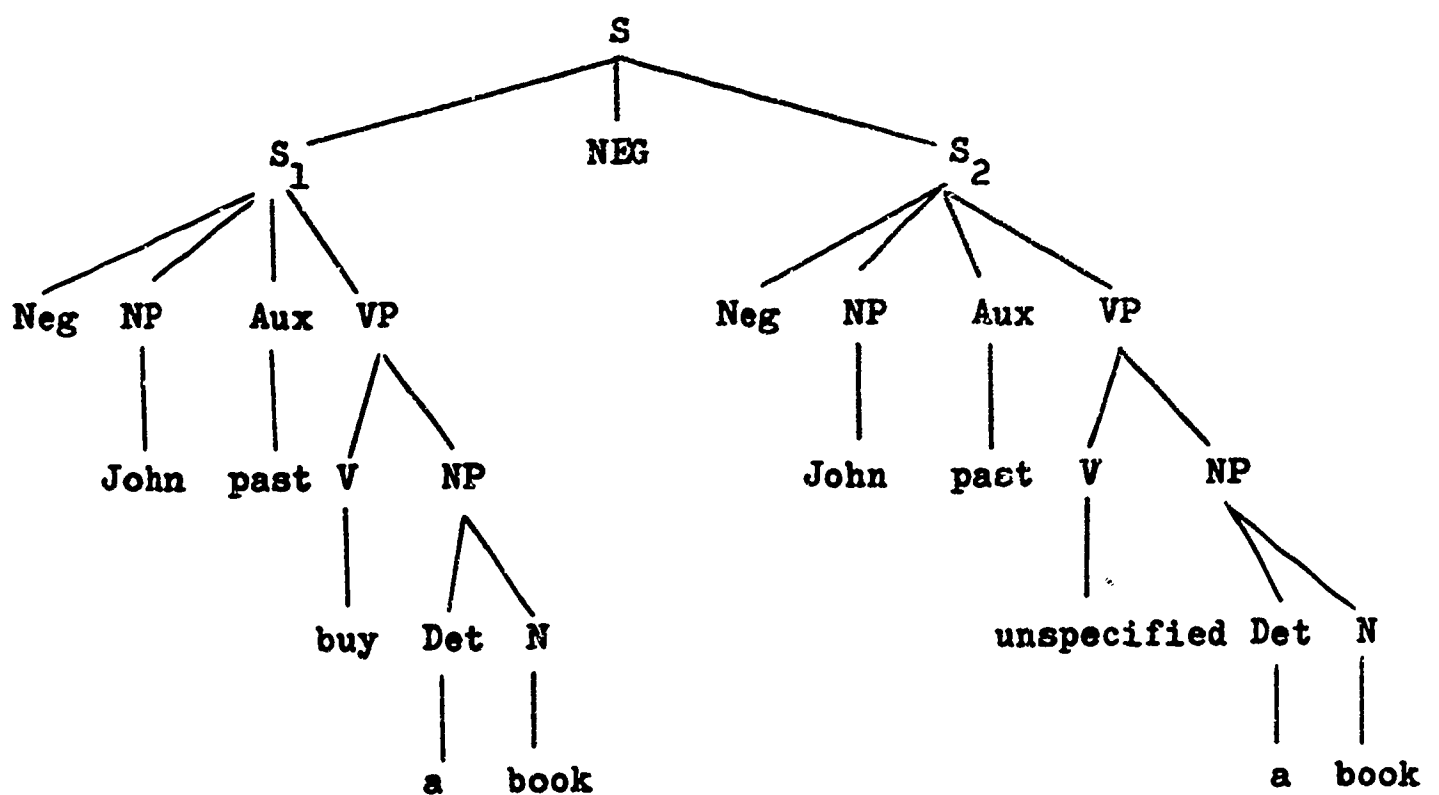 S
S1 NEG S2
Neg NP Aux VP Neg NP Aux VP
John past V NP John past V NP
buy Det N unspecified Det N
a book a book